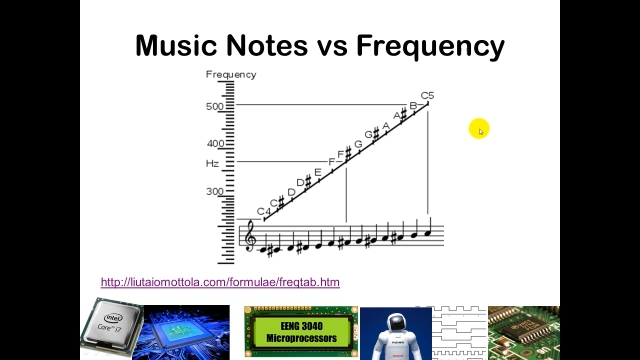 Music Notes vs Frequency
Frequency
500
400
Hz
300
C4
C#
D
D#
E
F
F#
G
G#
A
A#
B
C5
http://liutaiomottola.com/formulae/freqtab.htm
intel
Core™ i7
EENG 3040
Microprocessors